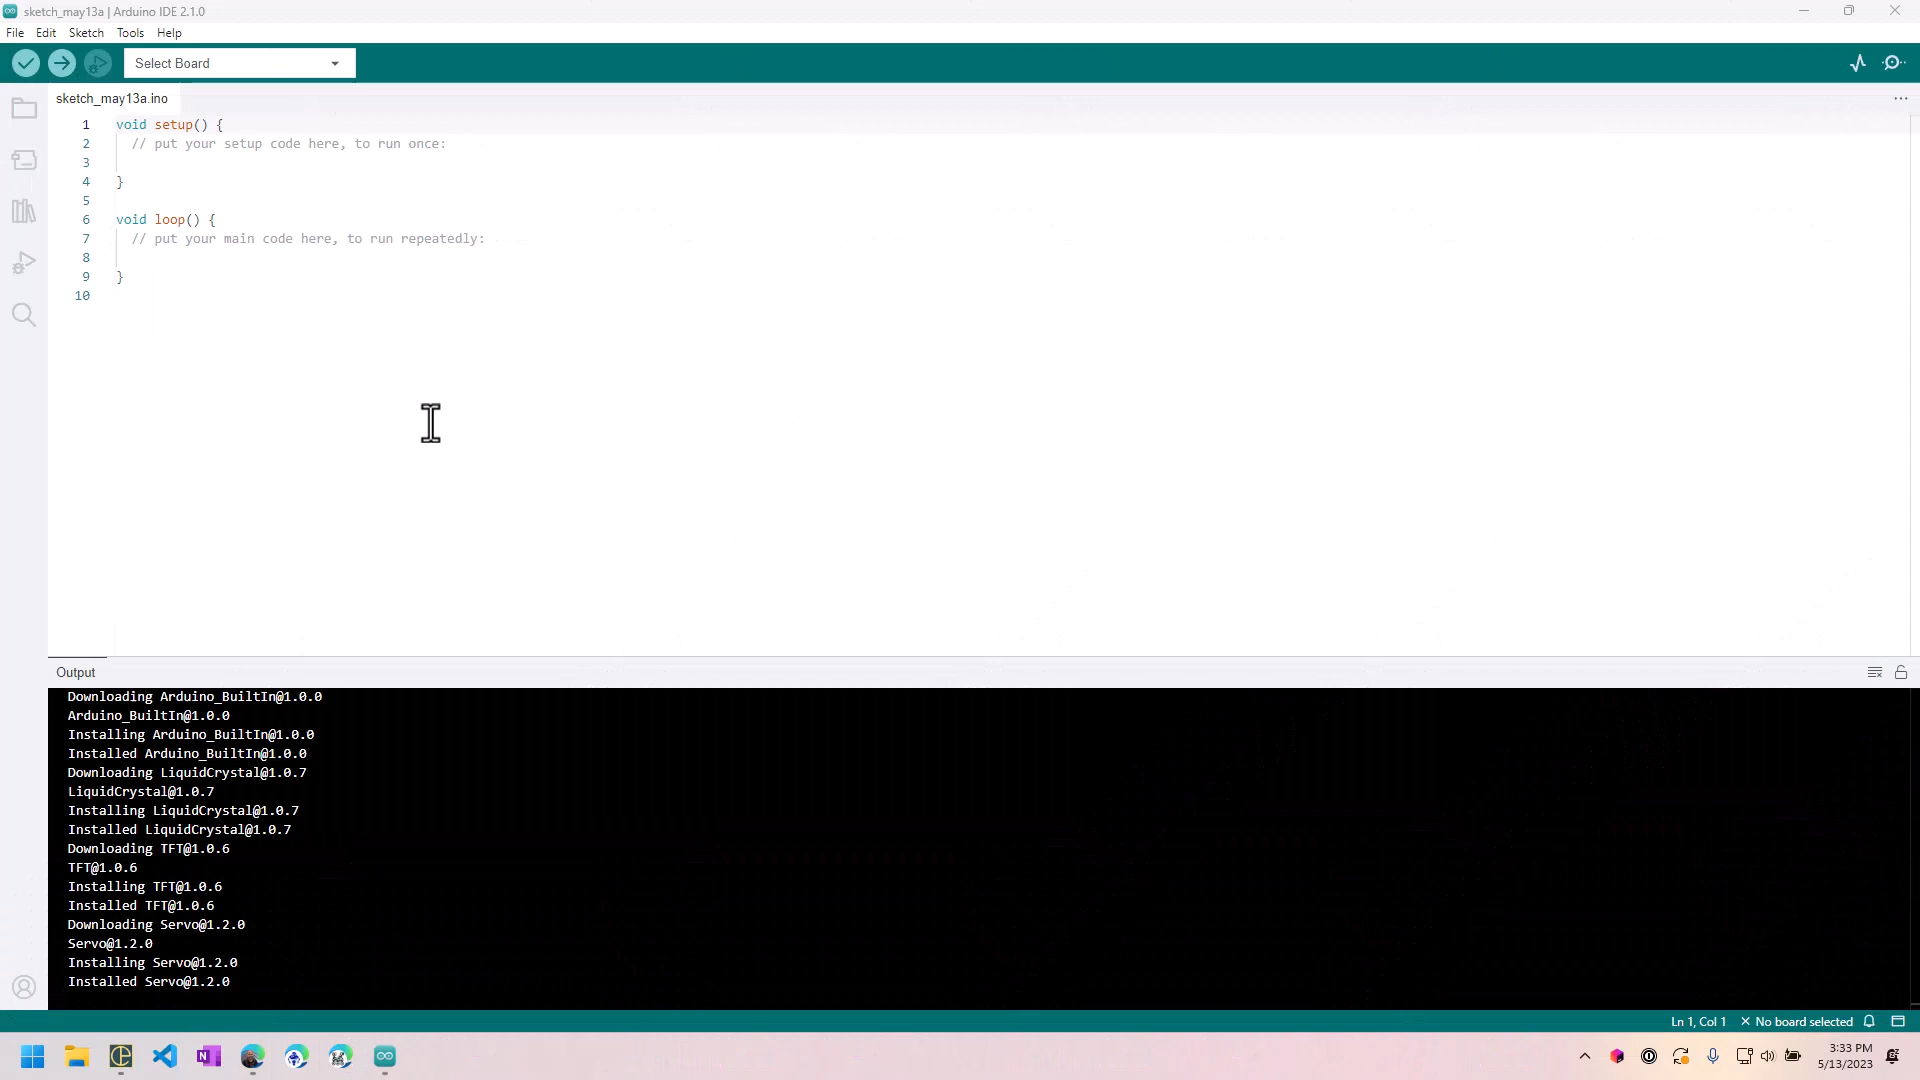 sketch_may13a | Arduino IDE 2.1.0
File Edit Sketch Tools Help
Select Board
sketch_may13a.ino
1 void setup() {
2 // put your setup code here, to run once:
3
4 }
5
6 void loop() {
7 // put your main code here, to run repeatedly:
8
9 }
10
Output
Downloading Arduino_BuiltIn@1.0.0
Arduino_BuiltIn@1.0.0
Installing Arduino_BuiltIn@1.0.0
Installed Arduino_BuiltIn@1.0.0
Downloading LiquidCrystal@1.0.7
LiquidCrystal@1.0.7
Installing LiquidCrystal@1.0.7
Installed LiquidCrystal@1.0.7
Downloading TFT@1.0.6
TFT@1.0.6
Installing TFT@1.0.6
Installed TFT@1.0.6
Downloading Servo@1.2.0
Servo@1.2.0
Installing Servo@1.2.0
Installed Servo@1.2.0
Ln 1, Col 1 × No board selected
3:33 PM
5/13/2023